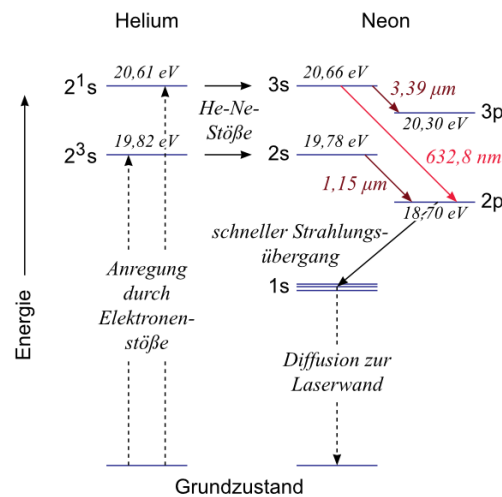 Helium
Neon
20,61 eV
2¹s
He-Ne-
Stöße
3s
20,66 eV
3,39 µm
3p
20,30 eV
19,82 eV
2³s
2s
19,78 eV
632,8 nm
1,15 µm
2p
18,70 eV
schneller Strahlungs-
übergang
Anregung
durch
Elektronen-
stöße
1s
Diffusion zur
Laserwand
Energie
Grundzustand